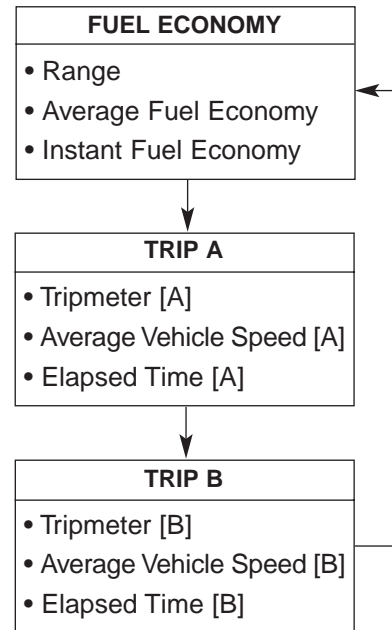 FUEL ECONOMY
• Range
• Average Fuel Economy
• Instant Fuel Economy
TRIP A
• Tripmeter [A]
• Average Vehicle Speed [A]
• Elapsed Time [A]
TRIP B
• Tripmeter [B]
• Average Vehicle Speed [B]
• Elapsed Time [B]